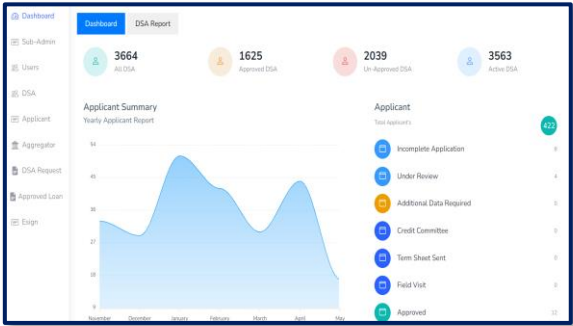 Dashboard
Sub-Admin
Users
DSA
Applicant
Aggregator
DSA Request
Approved Loan
Esign
Dashboard DSA Report
3664
All DSA
1625
Approved DSA
2039
Un-Approved DSA
3563
Active DSA
Applicant Summary
Yearly Applicant Report
54
45
36
27
18
9
November December January February March April May
Applicant
Total Applicant's
422
Incomplete Application 8
Under Review 4
Additional Data Required
Credit Committee
Term Sheet Sent
Field Visit
Approved